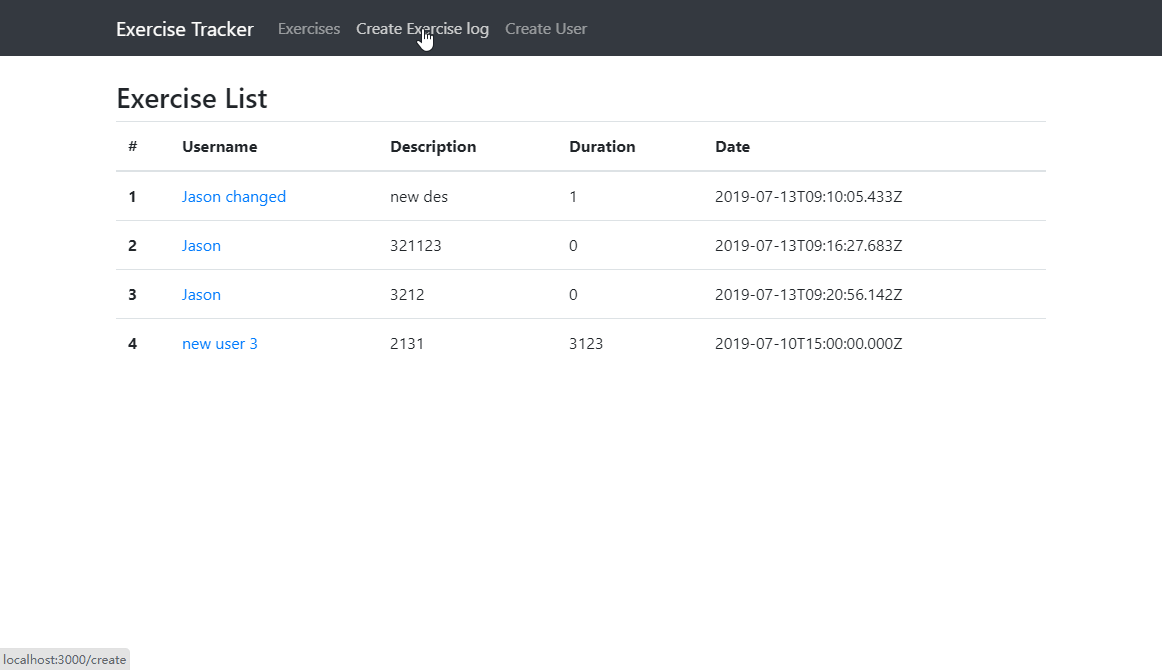 Exercise Tracker Exercises Create Exercise log Create User
Exercise List
# Username Description Duration Date
1 Jason changed new des 1 2019-07-13T09:10:05.433Z
2 Jason 321123 0 2019-07-13T09:16:27.683Z
3 Jason 3212 0 2019-07-13T09:20:56.142Z
4 new user 3 2131 3123 2019-07-10T15:00:00.000Z
localhost:3000/create